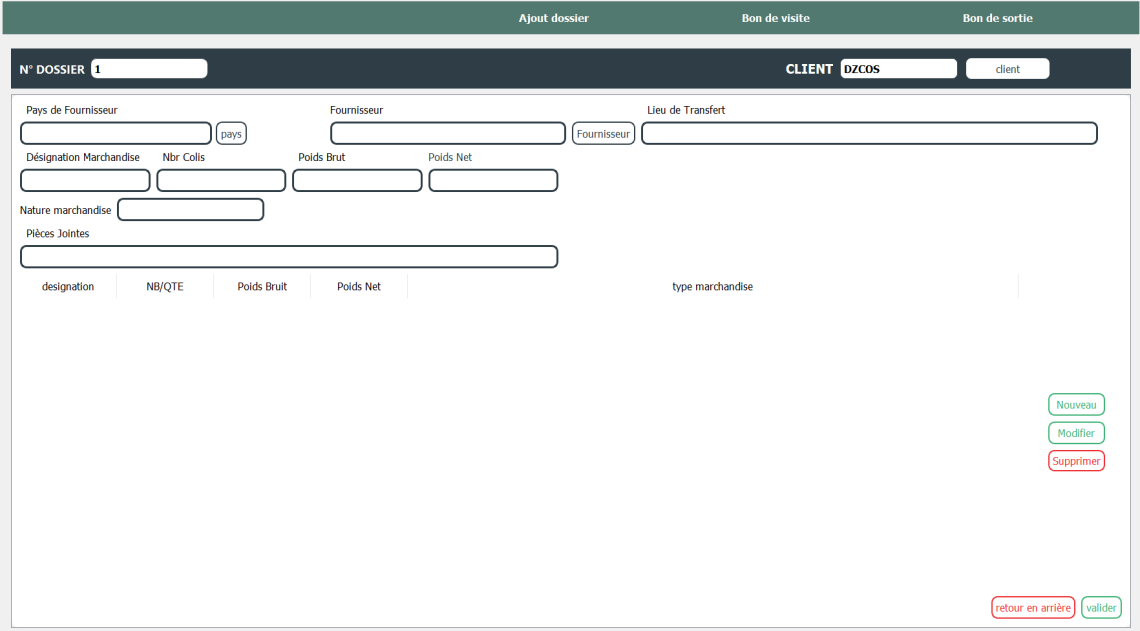 Ajout dossier Bon de visite Bon de sortie
N° DOSSIER 1 CLIENT DZCOS client
Pays de Fournisseur Fournisseur Lieu de Transfert
pays Fournisseur
Désignation Marchandise Nbr Colis Poids Brut Poids Net
Nature marchandise
Pièces Jointes
designation NB/QTE Poids Bruit Poids Net type marchandise
Nouveau
Modifier
Supprimer
retour en arrière valider